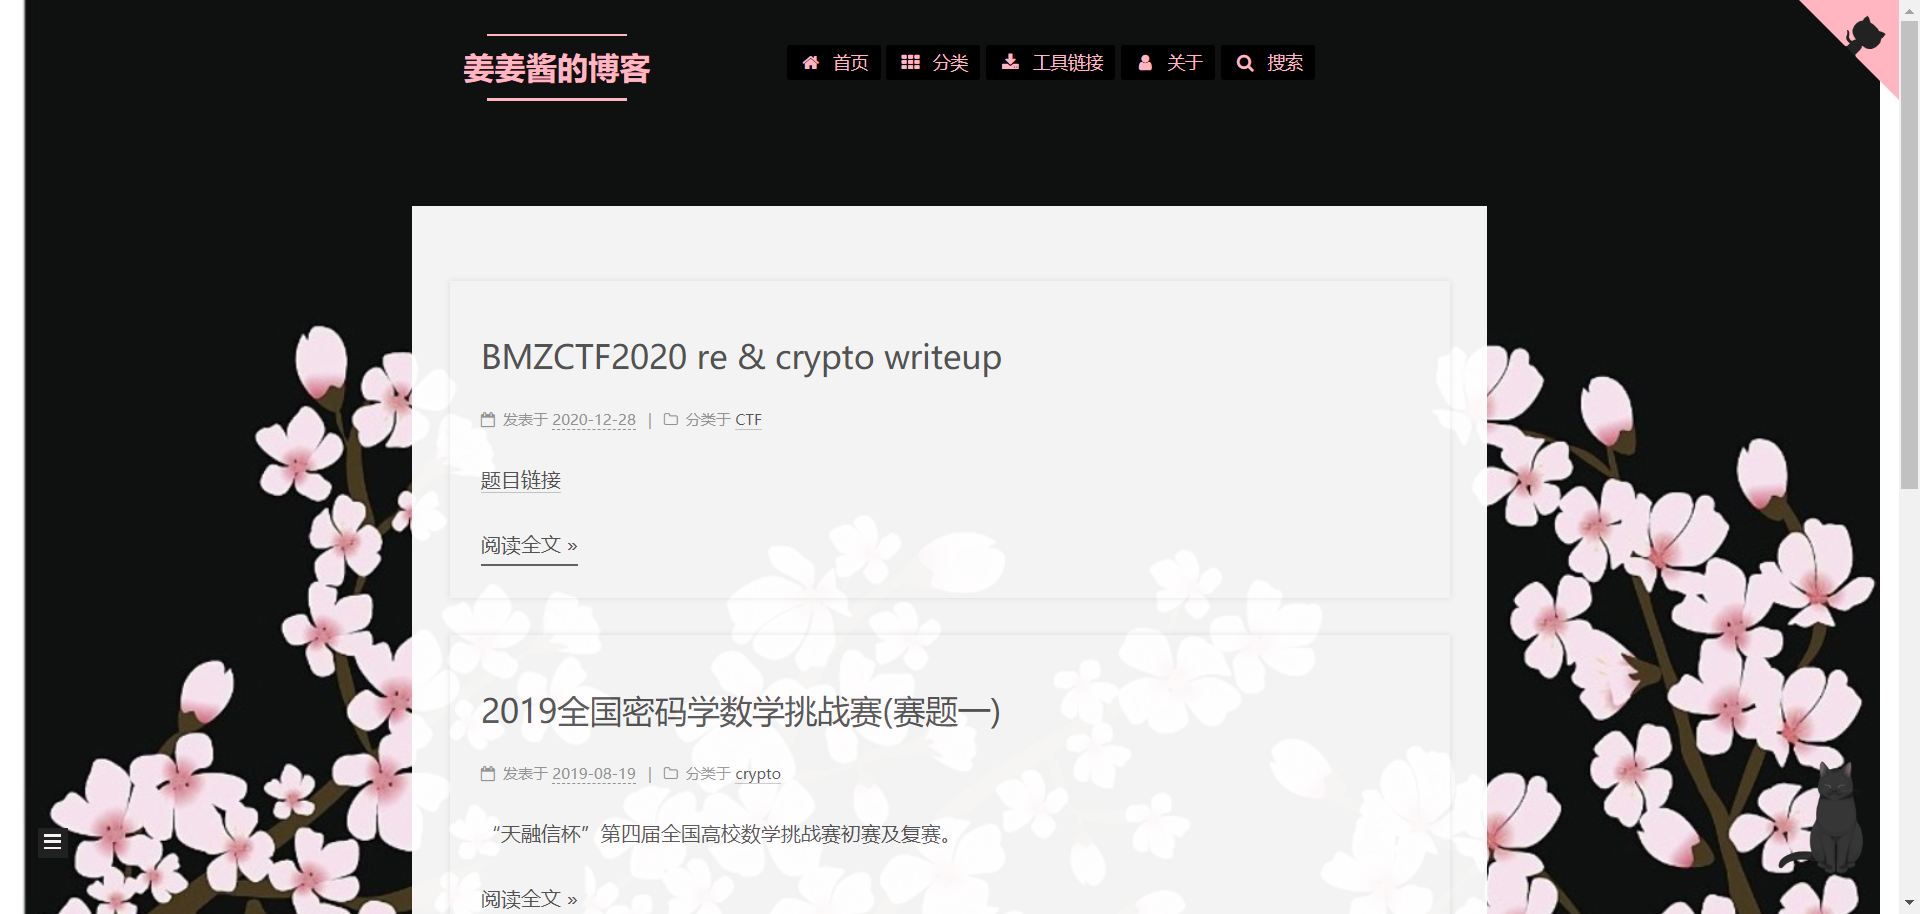 姜姜酱的博客
首页 分类 工具链接 关于 搜索
BMZCTF2020 re & crypto writeup
发表于 2020-12-28 | 分类于 CTF
题目链接
阅读全文 »
2019全国密码学数学挑战赛(赛题一)
发表于 2019-08-19 | 分类于 crypto
“天融信杯”第四届全国高校数学挑战赛初赛及复赛。
阅读全文 »